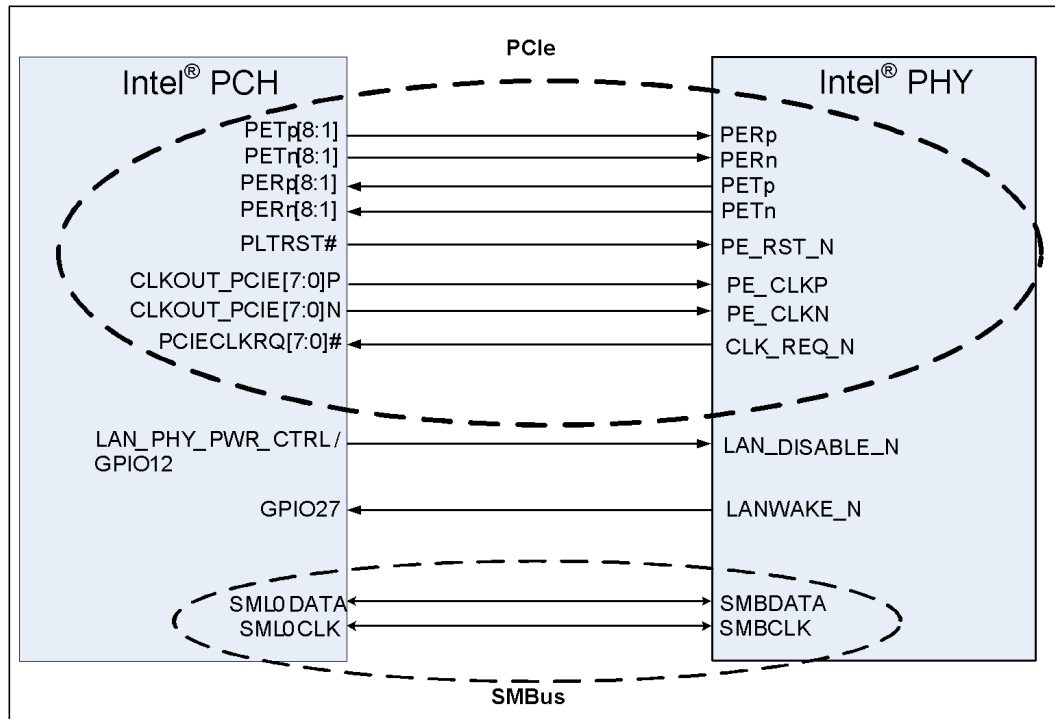 PCIe
Intel® PCH
Intel® PHY
PETp[8:1]
PERp
PETn[8:1]
PERn
PERp[8:1]
PETp
PERn[8:1]
PETn
PLTRST#
PE_RST_N
CLKOUT_PCIE[7:0]P
PE_CLKP
CLKOUT_PCIE[7:0]N
PE_CLKN
PCIECLKRQ[7:0]#
CLK_REQ_N
LAN_PHY_PWR_CTRL/
GPIO12
LAN_DISABLE_N
GPIO27
LANWAKE_N
SML0DATA
SMBDATA
SML0CLK
SMBCLK
SMBus